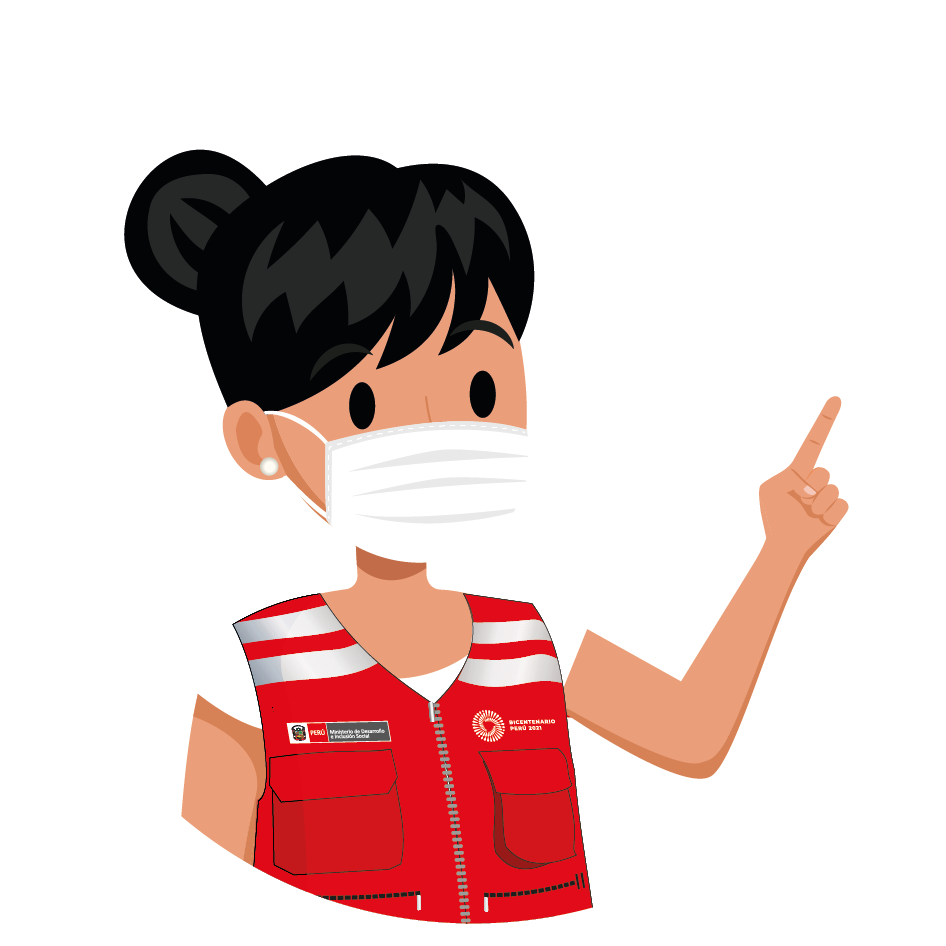 PERÚ
Ministerio de Desarrollo
e Inclusión Social
BICENTENARIO
PERÚ 2021